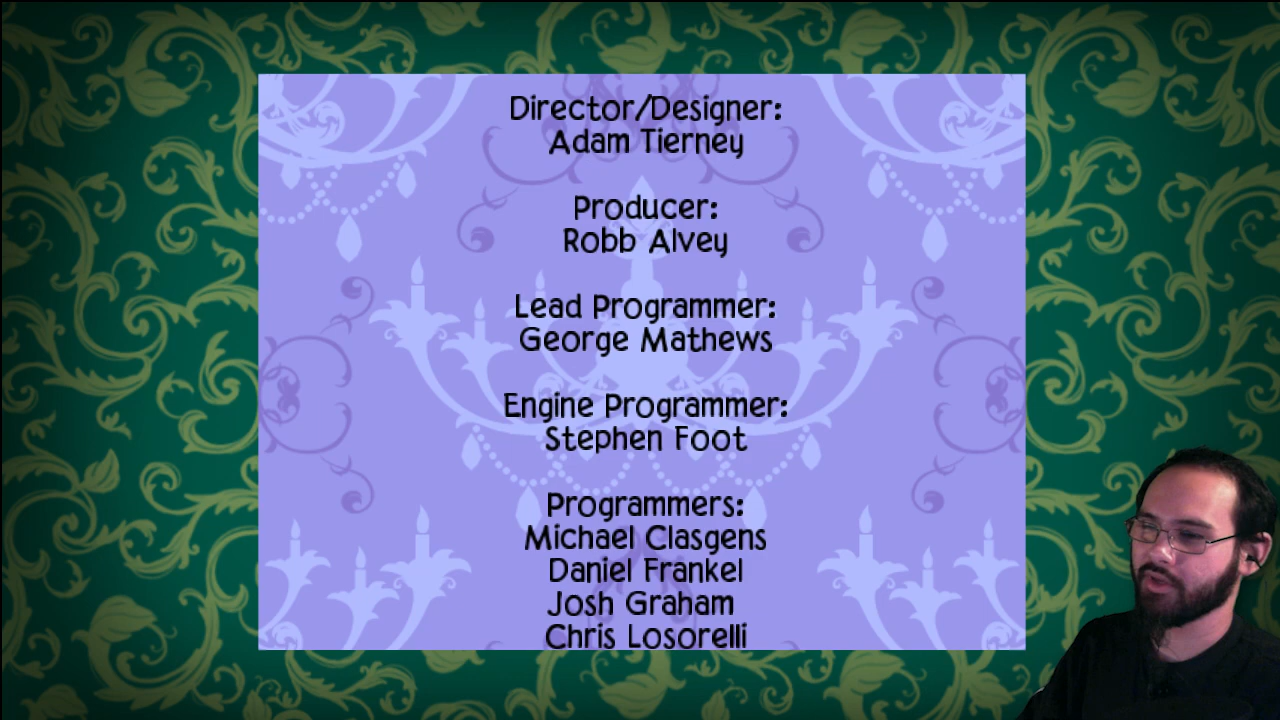 Director/Designer:
Adam Tierney
Producer:
Robb Alvey
Lead Programmer:
George Mathews
Engine Programmer:
Stephen Foot
Programmers:
Michael Clasgens
Daniel Frankel
Josh Graham
Chris Losorelli